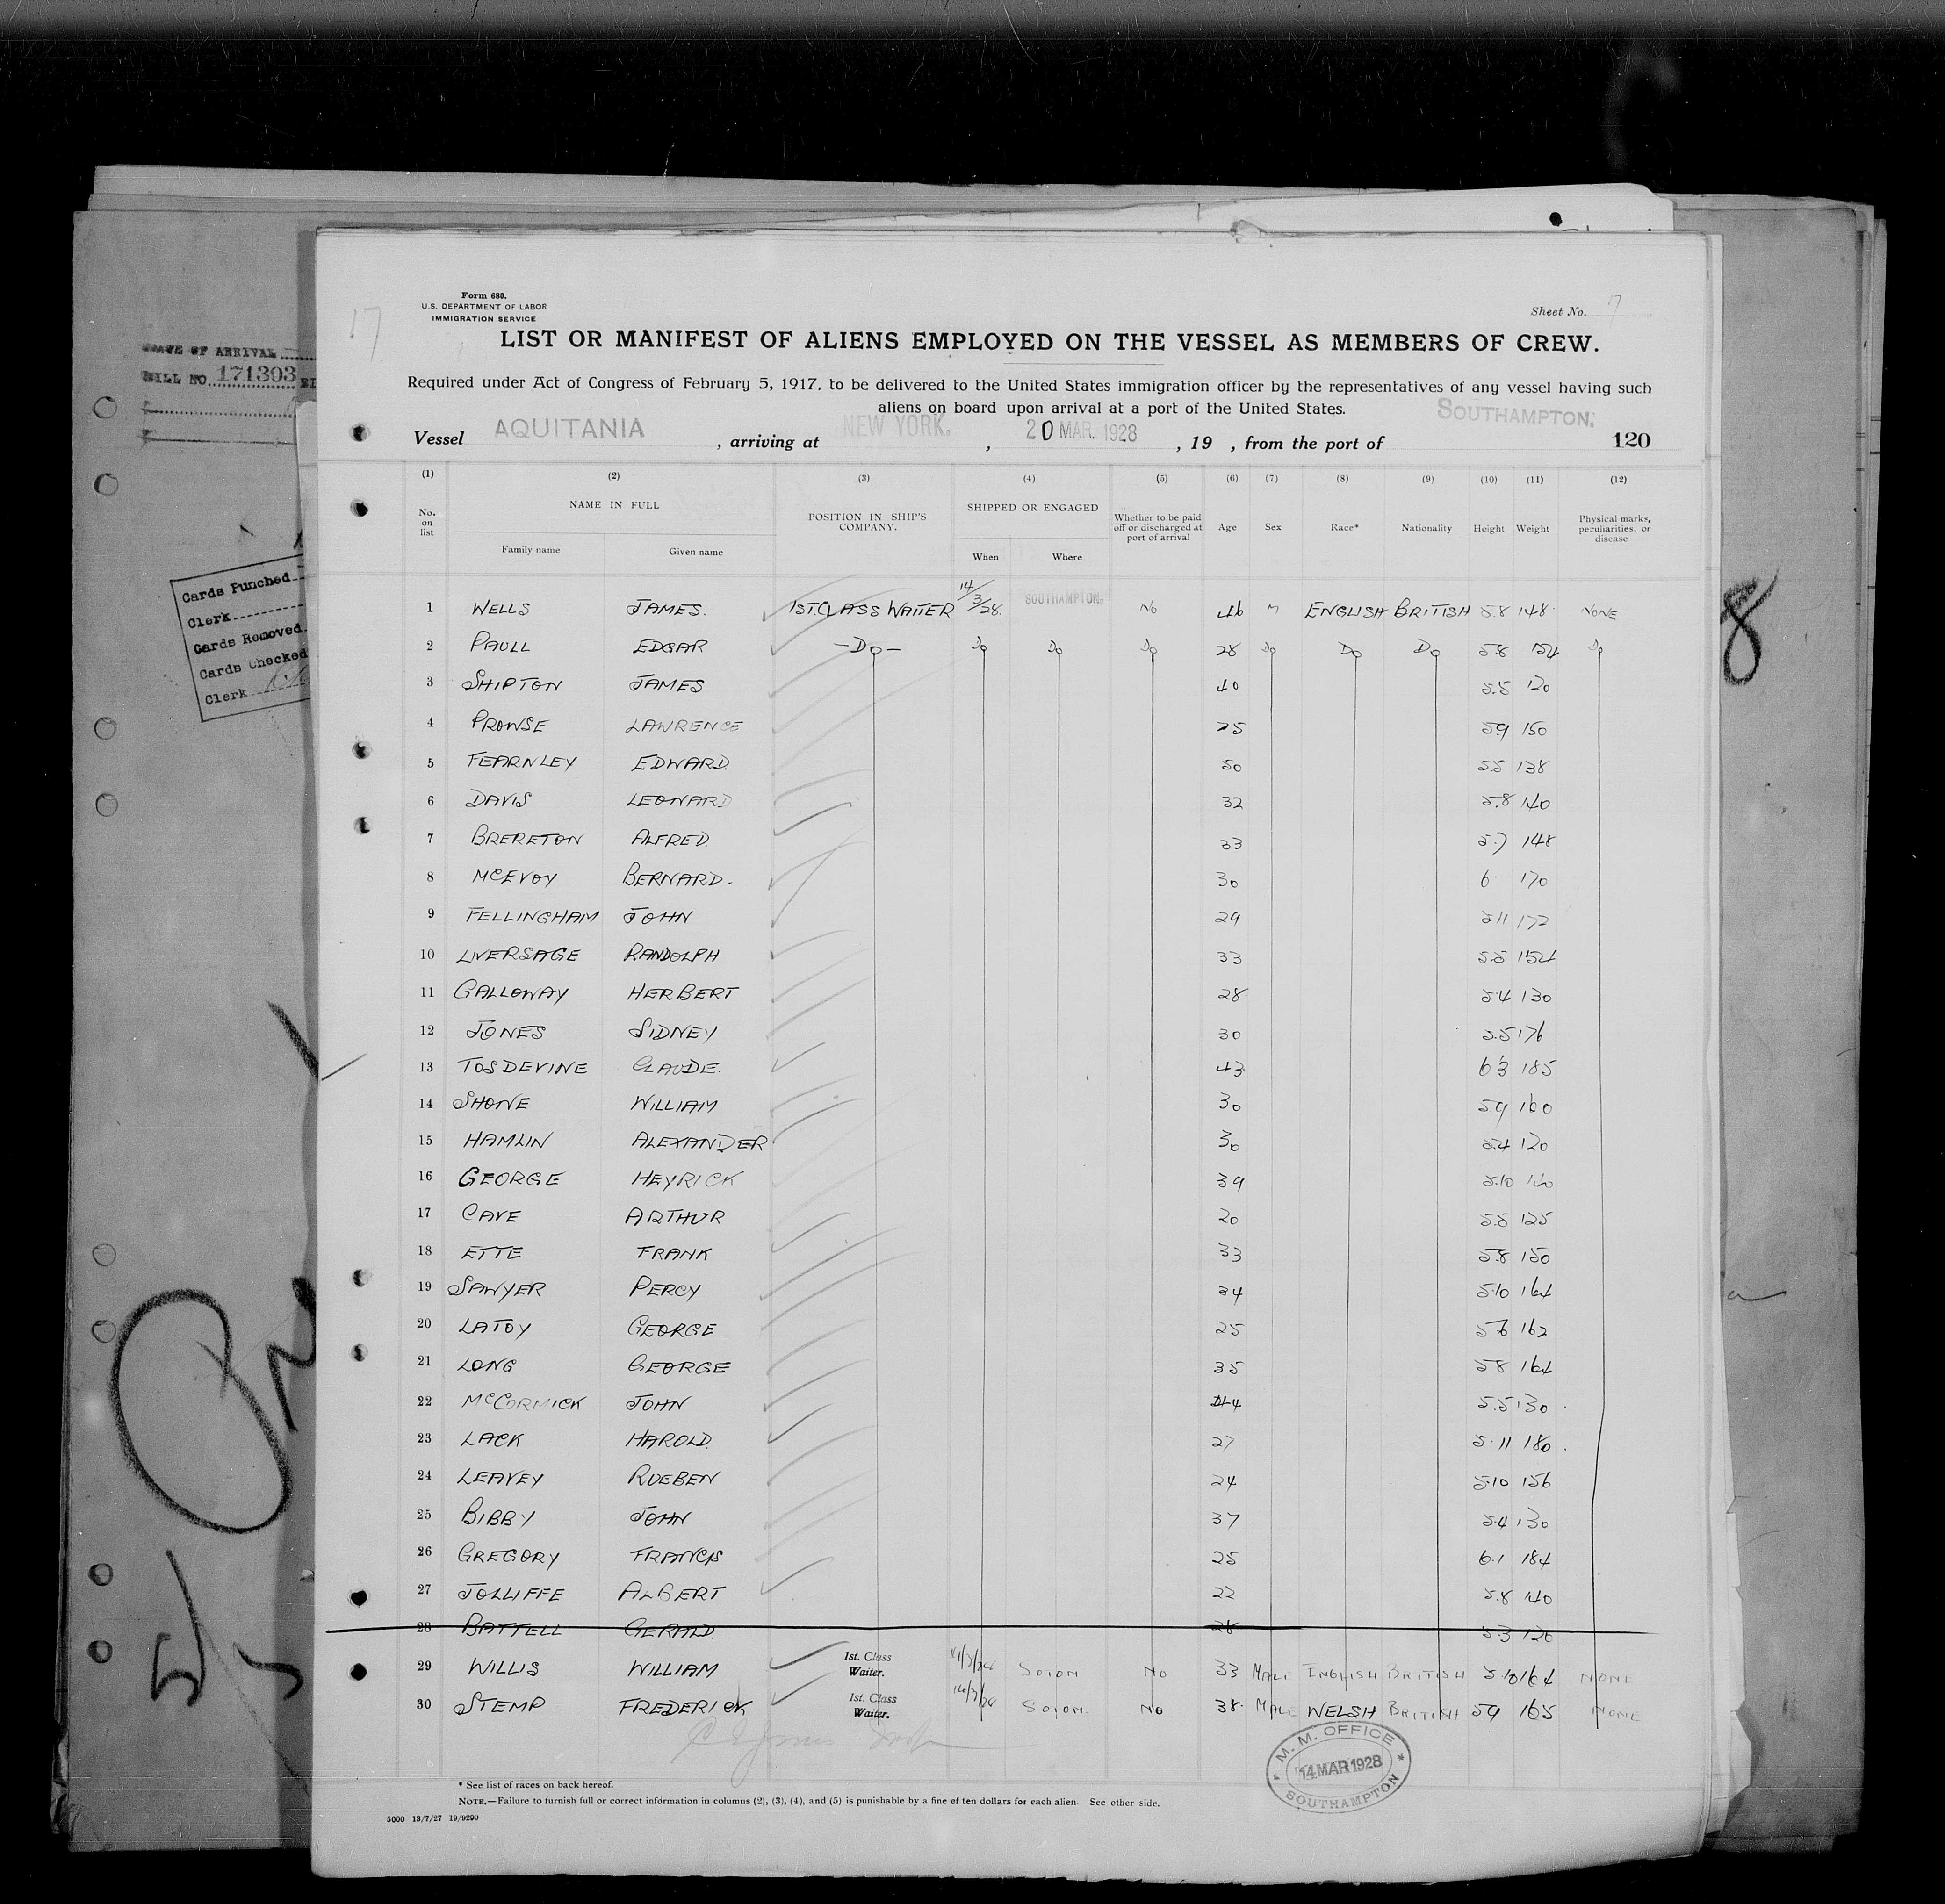 Form 680.
U.S. DEPARTMENT OF LABOR
IMMIGRATION SERVICE
17
Sheet No. 17
LIST OR MANIFEST OF ALIENS EMPLOYED ON THE VESSEL AS MEMBERS OF CREW.
Required under Act of Congress of February 5, 1917, to be delivered to the United States immigration officer by the representatives of any vessel having such
aliens on board upon arrival at a port of the United States.
Vessel AQUITANIA , arriving at NEW YORK. , 20 MAR. 1928 , 19 , from the port of SOUTHAMPTON. 120
(1) (2) (3) (4) (5) (6) (7) (8) (9) (10) (11) (12)
No. on list NAME IN FULL POSITION IN SHIP'S COMPANY. SHIPPED OR ENGAGED Whether to be paid off or discharged at port of arrival Age Sex Race* Nationality Height Weight Physical marks, peculiarities, or disease
Family name Given name When Where
1 WELLS JAMES. 1ST.CLASS WAITER 14/3/28. SOUTHAMPTON. No 46 M ENGLISH BRITISH 5.8 148 NONE
2 PAULL EDGAR -Do- Do Do Do 28 Do Do Do 5.8 154 Do
3 SHIPTON JAMES 40 5.5 120
4 PROWSE LAWRENCE 25 5.9 150
5 FEARNLEY EDWARD 50 5.5 138
6 DAVIS LEONARD 32 5.8 140
7 BRERETON ALFRED. 33 5.7 148
8 McEVOY BERNARD. 30 6 170
9 FELLINGHAM JOHN 29 5 11 172
10 LIVERSAGE RANDOLPH 33 5.5 154
11 GALLOWAY HERBERT 28 5.4 130
12 JONES SIDNEY 30 5.5 176
13 TOSDEVINE CLAUDE. 43 6 3 185
14 SHONE WILLIAM 30 5 9 160
15 HAMLIN ALEXANDER 30 5.4 120
16 GEORGE HEYRICK 39 5.10 160
17 CAVE ARTHUR 20 5.5 125
18 ETTE FRANK 33 5.8 150
19 SAWYER PERCY 34 5.10 164
20 LATOY GEORGE 25 5 6 162
21 LONG GEORGE 35 5 8 164
22 McCORMICK JOHN 44 5.5 130
23 LACK HAROLD. 27 5.11 180
24 LEAVEY RUEBEN 24 5.10 156
25 BIBBY JOHN 37 5.4 130
26 GREGORY FRANCIS 25 6.1 184
27 JOLLIFFE ALBERT 22 5.8 140
28 BATTELL GERALD. 28 5.3 120
29 WILLIS WILLIAM 1st. Class Waiter. 14/3/28 SOTON No 33 MALE ENGLISH BRITISH 5.10 164 NONE
30 STEMP FREDERICK 1st. Class Waiter. 14/3/28 SOTON. No 38 MALE WELSH BRITISH 5 9 165 NONE
M. M. OFFICE
14 MAR 1928
SOUTHAMPTON
* See list of races on back hereof.
NOTE.—Failure to furnish full or correct information in columns (2), (3), (4), and (5) is punishable by a fine of ten dollars for each alien. See other side.
5000 13/7/27 19/9290
OF ARRIVAL
BILL NO. 171303
Cards Punched
Clerk
Cards Removed
Cards Checked
Clerk
8